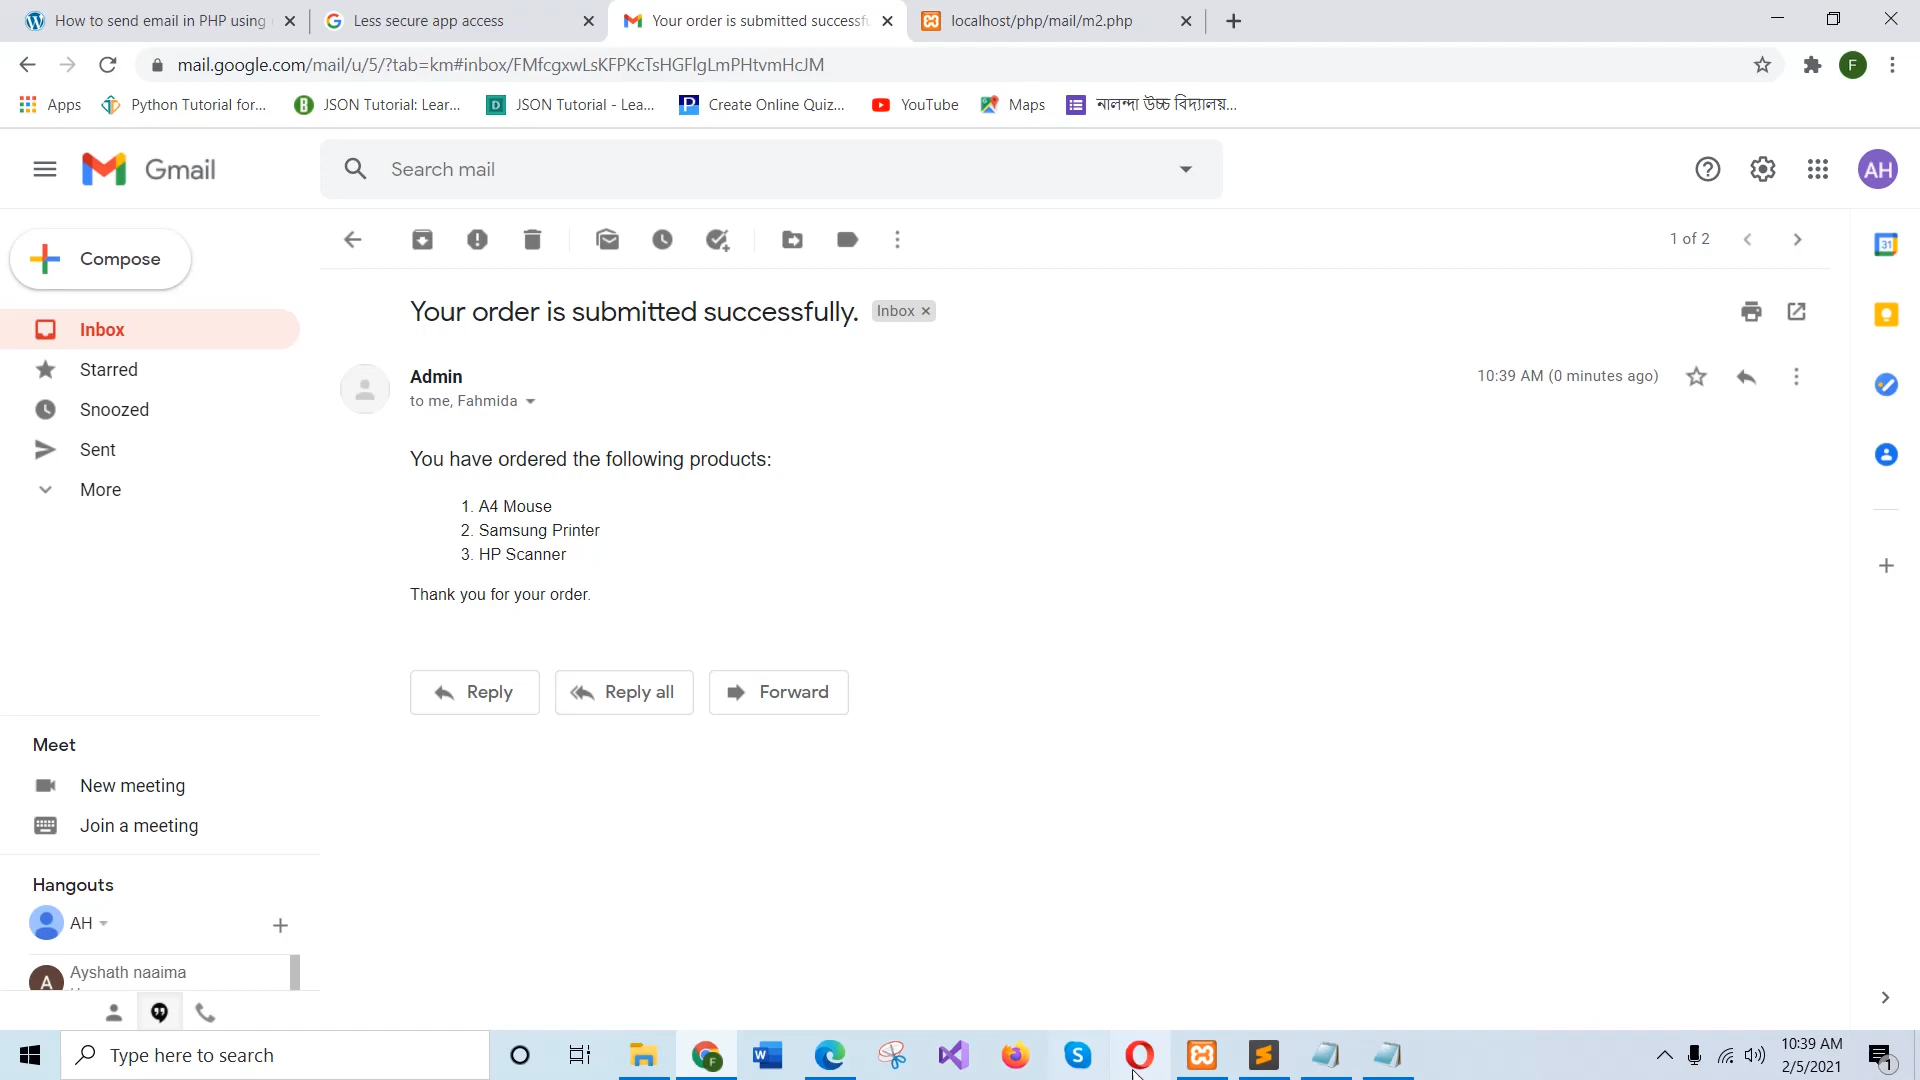 How to send email in PHP using
Less secure app access
Your order is submitted successfu
localhost/php/mail/m2.php
mail.google.com/mail/u/5/?tab=km#inbox/FMfcgxwLsKFPKcTsHGFlgLmPHtvmHcJM
F
Apps
Python Tutorial for...
JSON Tutorial: Lear...
JSON Tutorial - Lea...
Create Online Quiz...
YouTube
Maps
নালন্দা উচ্চ বিদ্যালয়...
Gmail
Search mail
AH
Compose
1 of 2
31
Your order is submitted successfully.
Inbox ×
Inbox
Starred
Snoozed
Sent
More
Admin
10:39 AM (0 minutes ago)
to me, Fahmida
You have ordered the following products:
1. A4 Mouse
2. Samsung Printer
3. HP Scanner
Thank you for your order.
Reply
Reply all
Forward
Meet
New meeting
Join a meeting
Hangouts
AH
A
Ayshath naaima
Type here to search
10:39 AM
2/5/2021
1